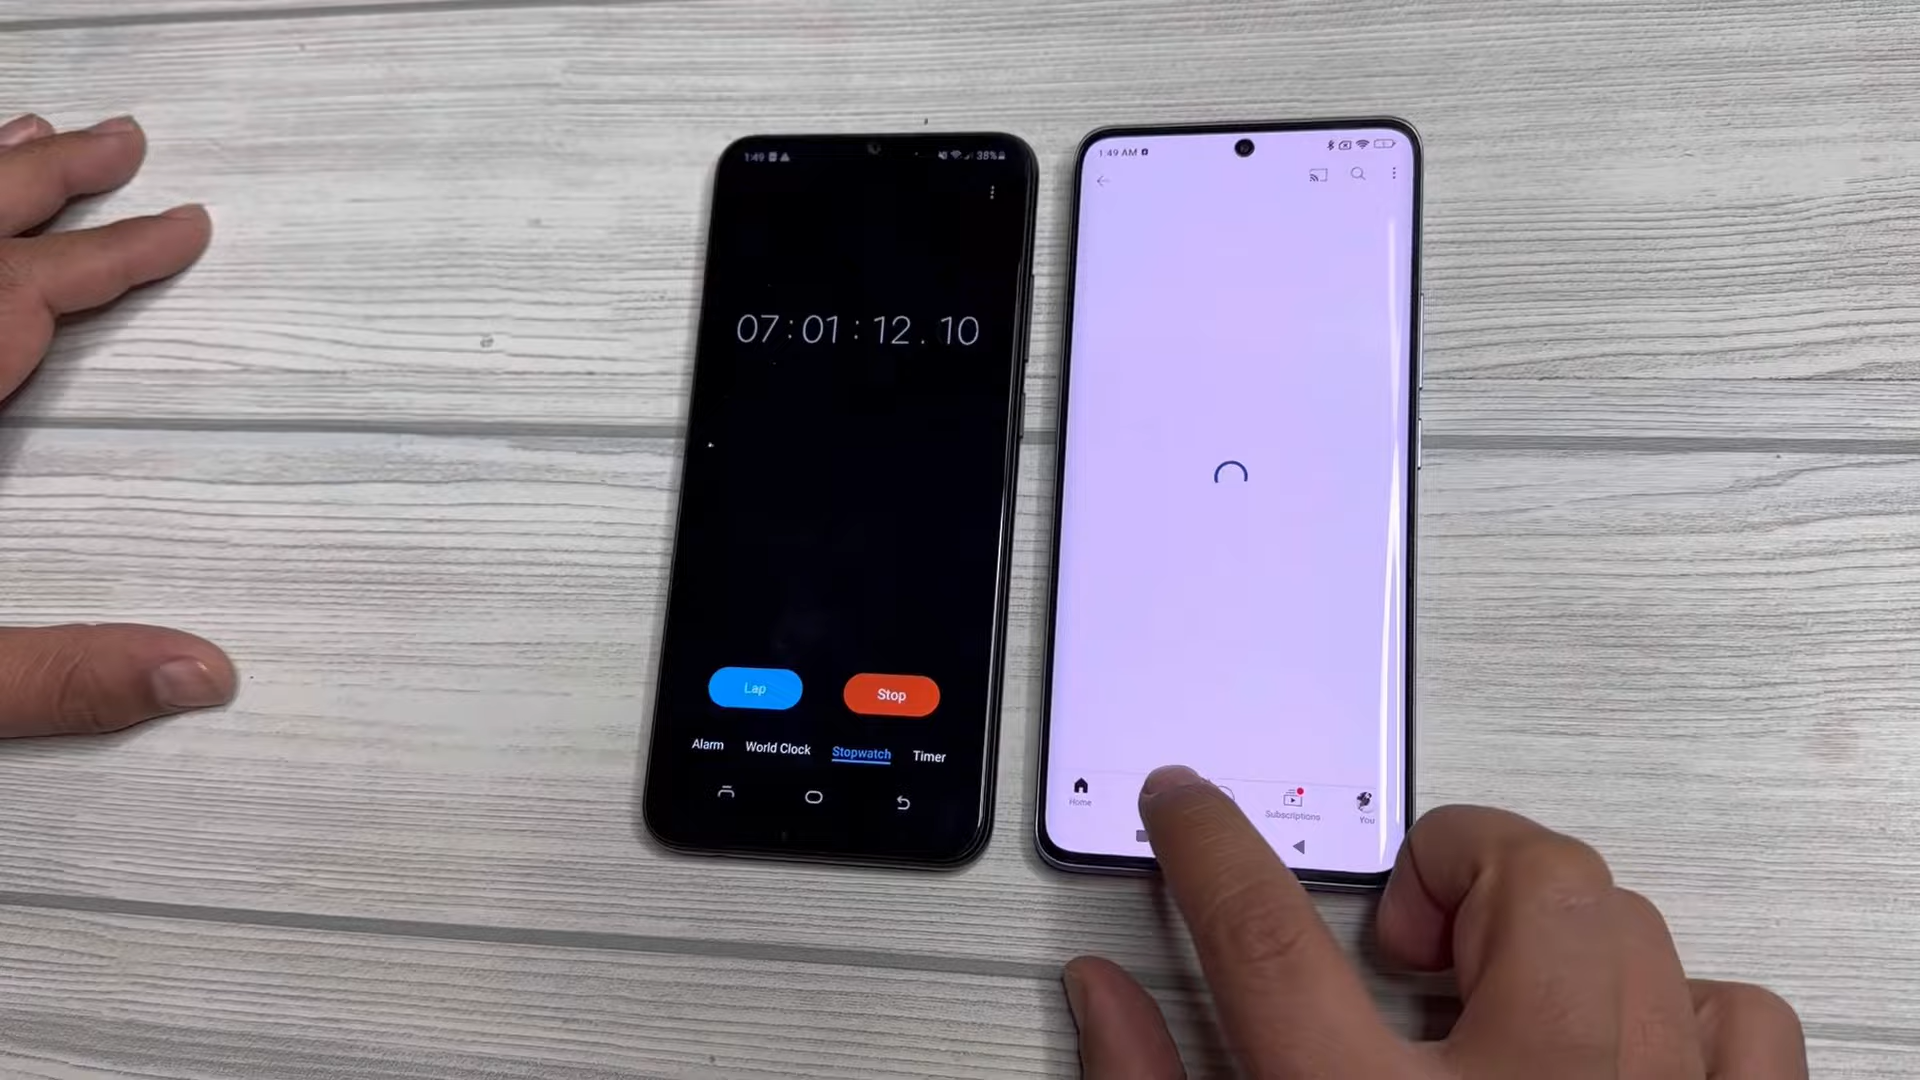 1:49
38%
07:01:12.10
Lap
Stop
Alarm
World Clock
Stopwatch
Timer
1:49 AM
Home
Subscriptions
You